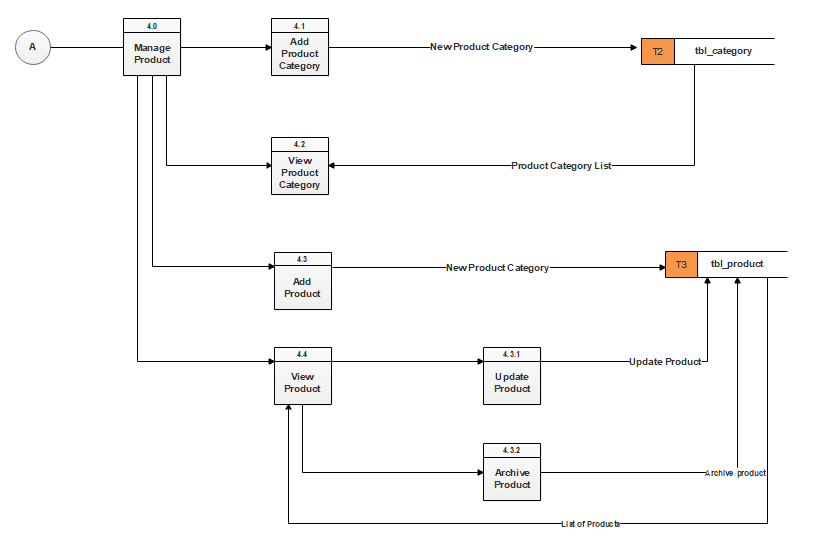 A
4.0
Manage
Product
4.1
Add
Product
Category
New Product Category
T2
tbl_category
4.2
View
Product
Category
Product Category List
4.3
Add
Product
New Product Category
T3
tbl_product
4.4
View
Product
4.3.1
Update
Product
Update Product
4.3.2
Archive
Product
Archive product
List of Products